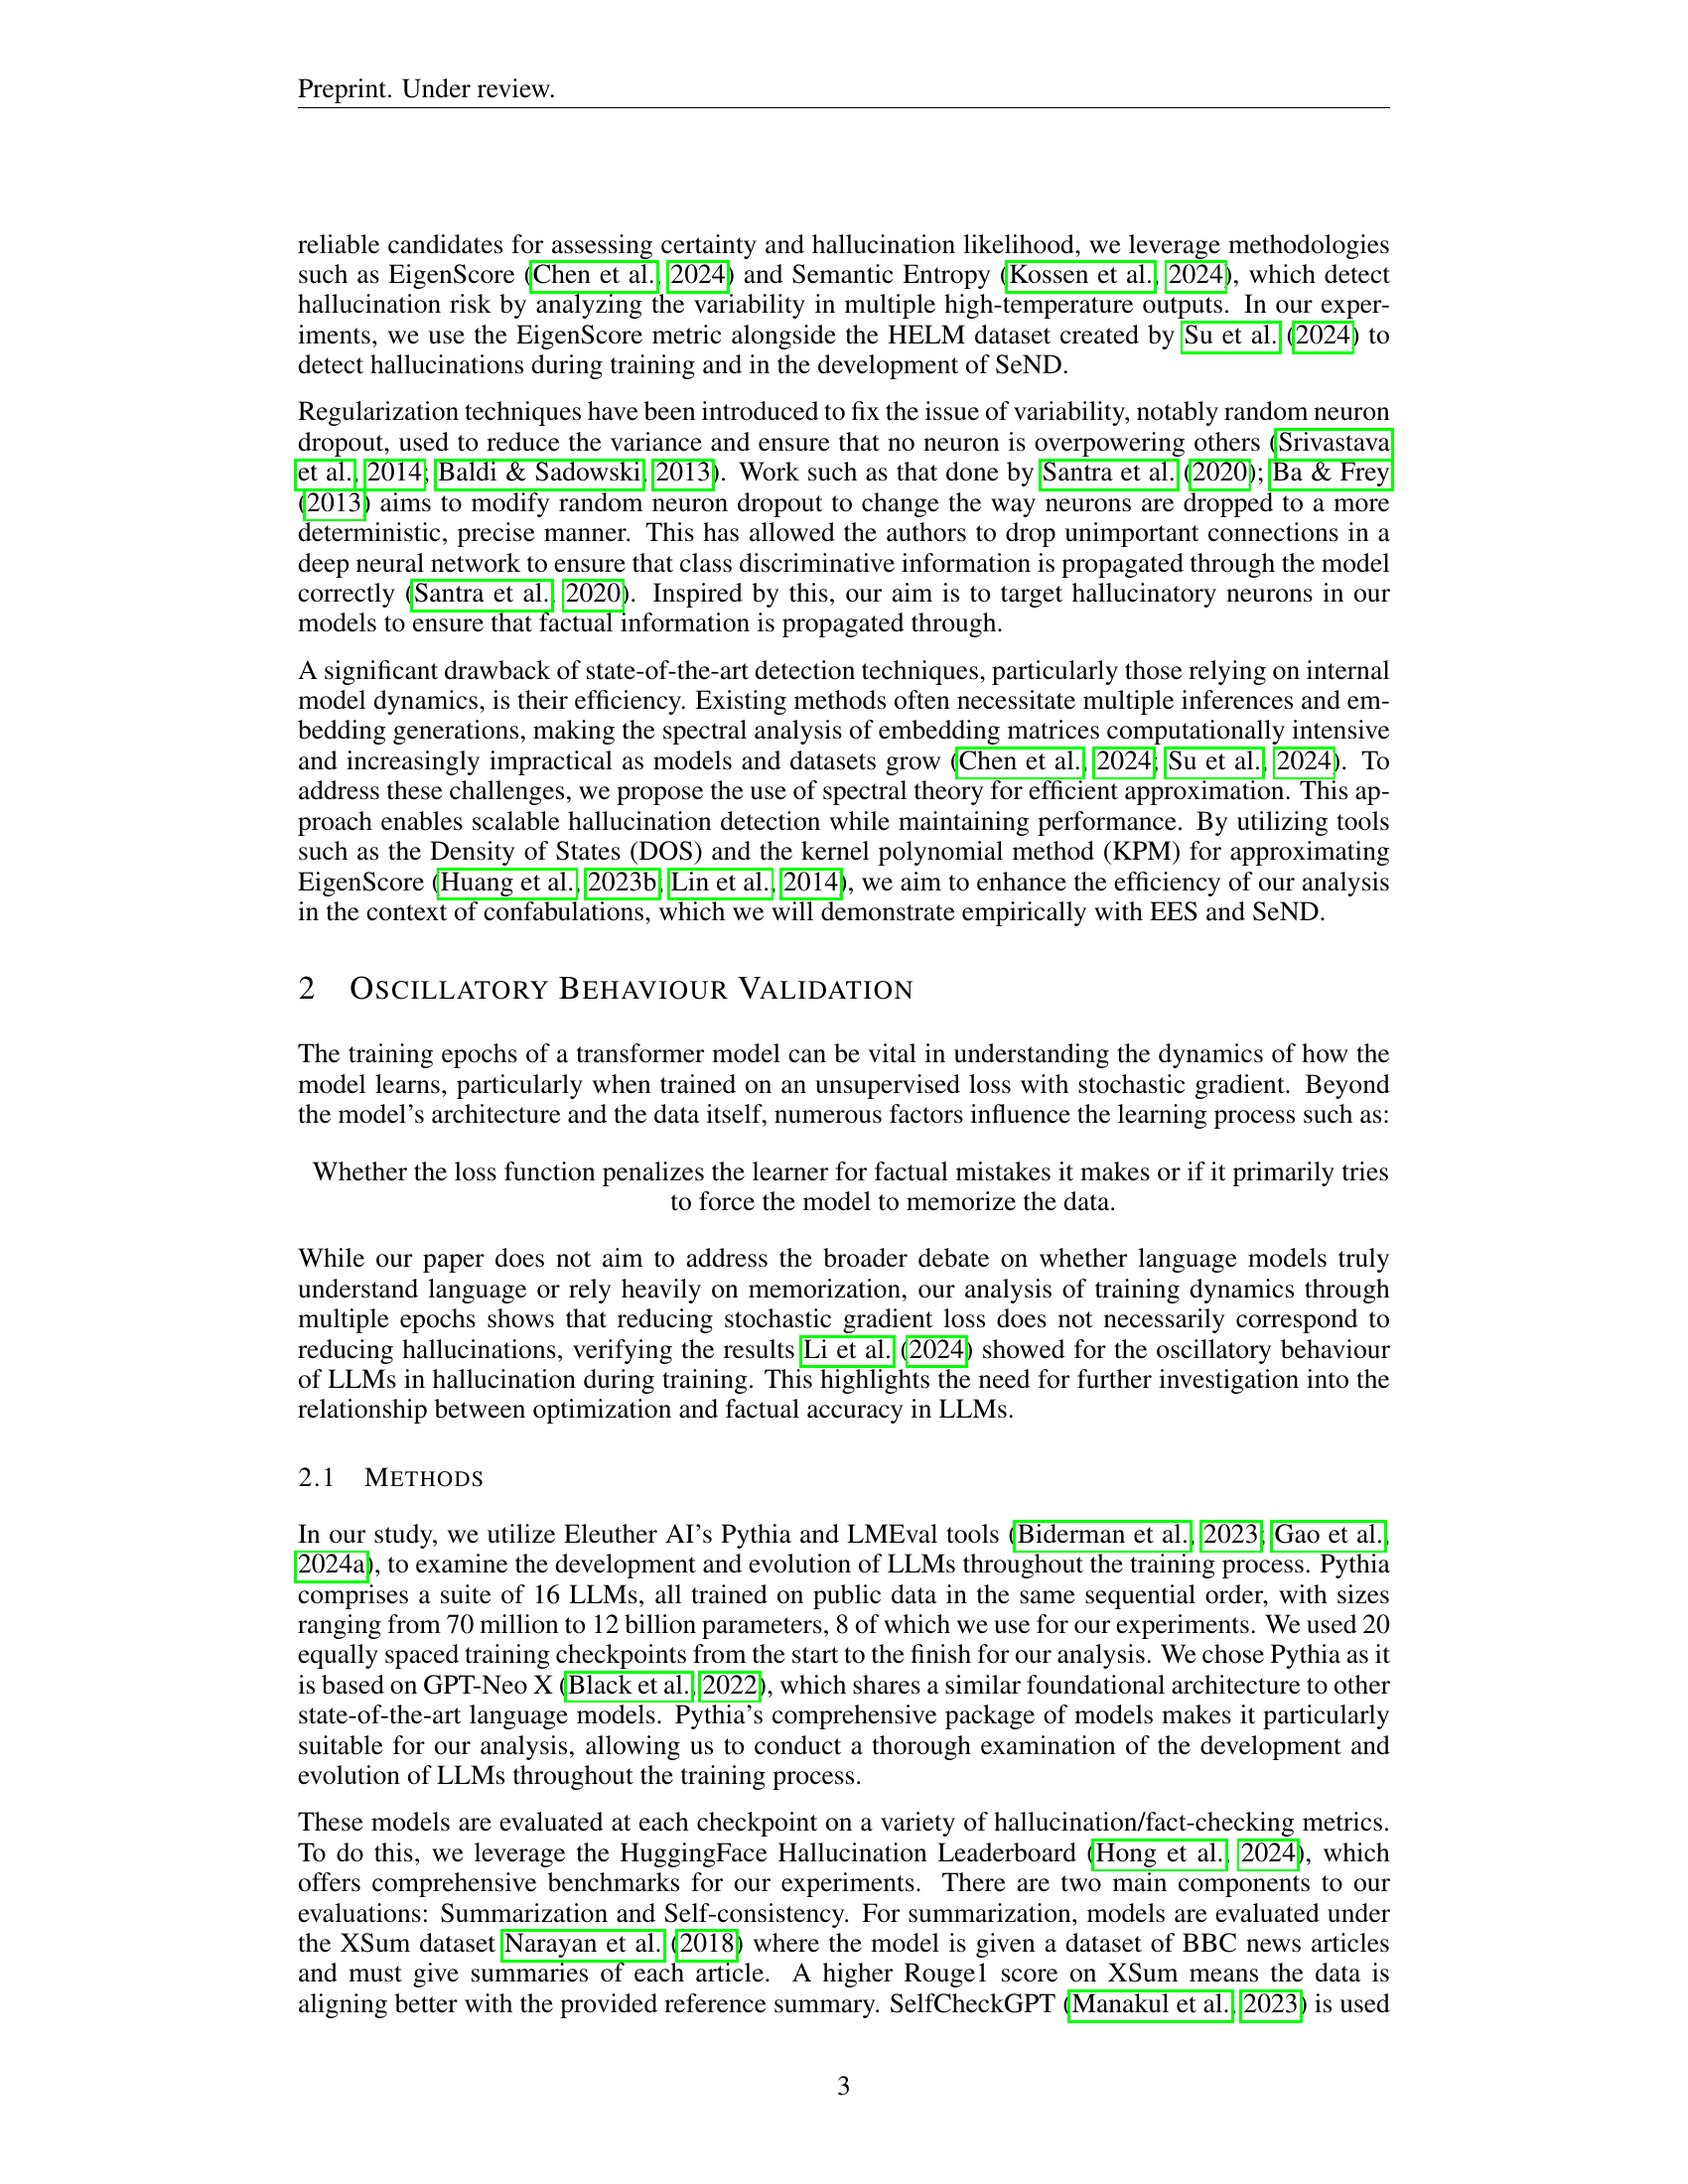 Preprint. Under review.
reliable candidates for assessing certainty and hallucination likelihood, we leverage methodologies
such as EigenScore (Chen et al., 2024) and Semantic Entropy (Kossen et al., 2024), which detect
hallucination risk by analyzing the variability in multiple high-temperature outputs. In our exper-
iments, we use the EigenScore metric alongside the HELM dataset created by Su et al. (2024) to
detect hallucinations during training and in the development of SeND.
Regularization techniques have been introduced to fix the issue of variability, notably random neuron
dropout, used to reduce the variance and ensure that no neuron is overpowering others (Srivastava
et al., 2014; Baldi & Sadowski, 2013). Work such as that done by Santra et al. (2020); Ba & Frey
(2013) aims to modify random neuron dropout to change the way neurons are dropped to a more
deterministic, precise manner. This has allowed the authors to drop unimportant connections in a
deep neural network to ensure that class discriminative information is propagated through the model
correctly (Santra et al., 2020). Inspired by this, our aim is to target hallucinatory neurons in our
models to ensure that factual information is propagated through.
A significant drawback of state-of-the-art detection techniques, particularly those relying on internal
model dynamics, is their efficiency. Existing methods often necessitate multiple inferences and em-
bedding generations, making the spectral analysis of embedding matrices computationally intensive
and increasingly impractical as models and datasets grow (Chen et al., 2024; Su et al., 2024). To
address these challenges, we propose the use of spectral theory for efficient approximation. This ap-
proach enables scalable hallucination detection while maintaining performance. By utilizing tools
such as the Density of States (DOS) and the kernel polynomial method (KPM) for approximating
EigenScore (Huang et al., 2023b; Lin et al., 2014), we aim to enhance the efficiency of our analysis
in the context of confabulations, which we will demonstrate empirically with EES and SeND.
2 OSCILLATORY BEHAVIOUR VALIDATION
The training epochs of a transformer model can be vital in understanding the dynamics of how the
model learns, particularly when trained on an unsupervised loss with stochastic gradient. Beyond
the model's architecture and the data itself, numerous factors influence the learning process such as:
Whether the loss function penalizes the learner for factual mistakes it makes or if it primarily tries
to force the model to memorize the data.
While our paper does not aim to address the broader debate on whether language models truly
understand language or rely heavily on memorization, our analysis of training dynamics through
multiple epochs shows that reducing stochastic gradient loss does not necessarily correspond to
reducing hallucinations, verifying the results Li et al. (2024) showed for the oscillatory behaviour
of LLMs in hallucination during training. This highlights the need for further investigation into the
relationship between optimization and factual accuracy in LLMs.
2.1 METHODS
In our study, we utilize Eleuther AI's Pythia and LMEval tools (Biderman et al., 2023; Gao et al.,
2024a), to examine the development and evolution of LLMs throughout the training process. Pythia
comprises a suite of 16 LLMs, all trained on public data in the same sequential order, with sizes
ranging from 70 million to 12 billion parameters, 8 of which we use for our experiments. We used 20
equally spaced training checkpoints from the start to the finish for our analysis. We chose Pythia as it
is based on GPT-Neo X (Black et al., 2022), which shares a similar foundational architecture to other
state-of-the-art language models. Pythia's comprehensive package of models makes it particularly
suitable for our analysis, allowing us to conduct a thorough examination of the development and
evolution of LLMs throughout the training process.
These models are evaluated at each checkpoint on a variety of hallucination/fact-checking metrics.
To do this, we leverage the HuggingFace Hallucination Leaderboard (Hong et al., 2024), which
offers comprehensive benchmarks for our experiments. There are two main components to our
evaluations: Summarization and Self-consistency. For summarization, models are evaluated under
the XSum dataset Narayan et al. (2018) where the model is given a dataset of BBC news articles
and must give summaries of each article. A higher Rouge1 score on XSum means the data is
aligning better with the provided reference summary. SelfCheckGPT (Manakul et al., 2023) is used
3